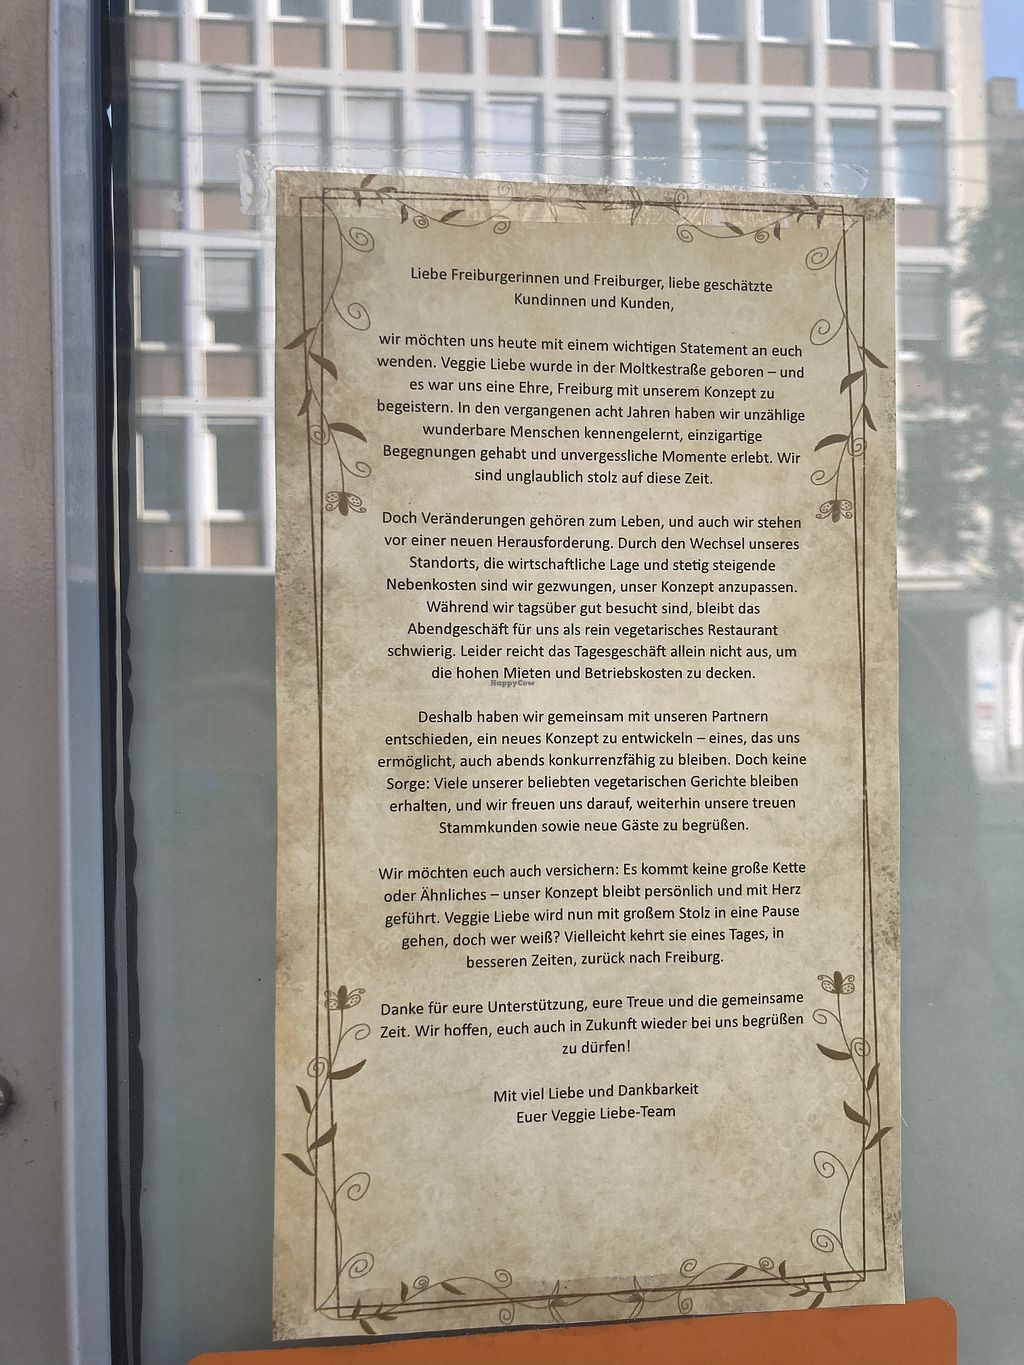 Liebe Freiburgerinnen und Freiburger, liebe geschätzte
Kundinnen und Kunden,
wir möchten uns heute mit einem wichtigen Statement an euch
wenden. Veggie Liebe wurde in der Moltkestraße geboren – und
es war uns eine Ehre, Freiburg mit unserem Konzept zu
begeistern. In den vergangenen acht Jahren haben wir unzählige
wunderbare Menschen kennengelernt, einzigartige
Begegnungen gehabt und unvergessliche Momente erlebt. Wir
sind unglaublich stolz auf diese Zeit.
Doch Veränderungen gehören zum Leben, und auch wir stehen
vor einer neuen Herausforderung. Durch den Wechsel unseres
Standorts, die wirtschaftliche Lage und stetig steigende
Nebenkosten sind wir gezwungen, unser Konzept anzupassen.
Während wir tagsüber gut besucht sind, bleibt das
Abendgeschäft für uns als rein vegetarisches Restaurant
schwierig. Leider reicht das Tagesgeschäft allein nicht aus, um
die hohen Mieten und Betriebskosten zu decken.
HappyCow
Deshalb haben wir gemeinsam mit unseren Partnern
entschieden, ein neues Konzept zu entwickeln – eines, das uns
ermöglicht, auch abends konkurrenzfähig zu bleiben. Doch keine
Sorge: Viele unserer beliebten vegetarischen Gerichte bleiben
erhalten, und wir freuen uns darauf, weiterhin unsere treuen
Stammkunden sowie neue Gäste zu begrüßen.
Wir möchten euch auch versichern: Es kommt keine große Kette
oder Ähnliches – unser Konzept bleibt persönlich und mit Herz
geführt. Veggie Liebe wird nun mit großem Stolz in eine Pause
gehen, doch wer weiß? Vielleicht kehrt sie eines Tages, in
besseren Zeiten, zurück nach Freiburg.
Danke für eure Unterstützung, eure Treue und die gemeinsame
Zeit. Wir hoffen, euch auch in Zukunft wieder bei uns begrüßen
zu dürfen!
Mit viel Liebe und Dankbarkeit
Euer Veggie Liebe-Team